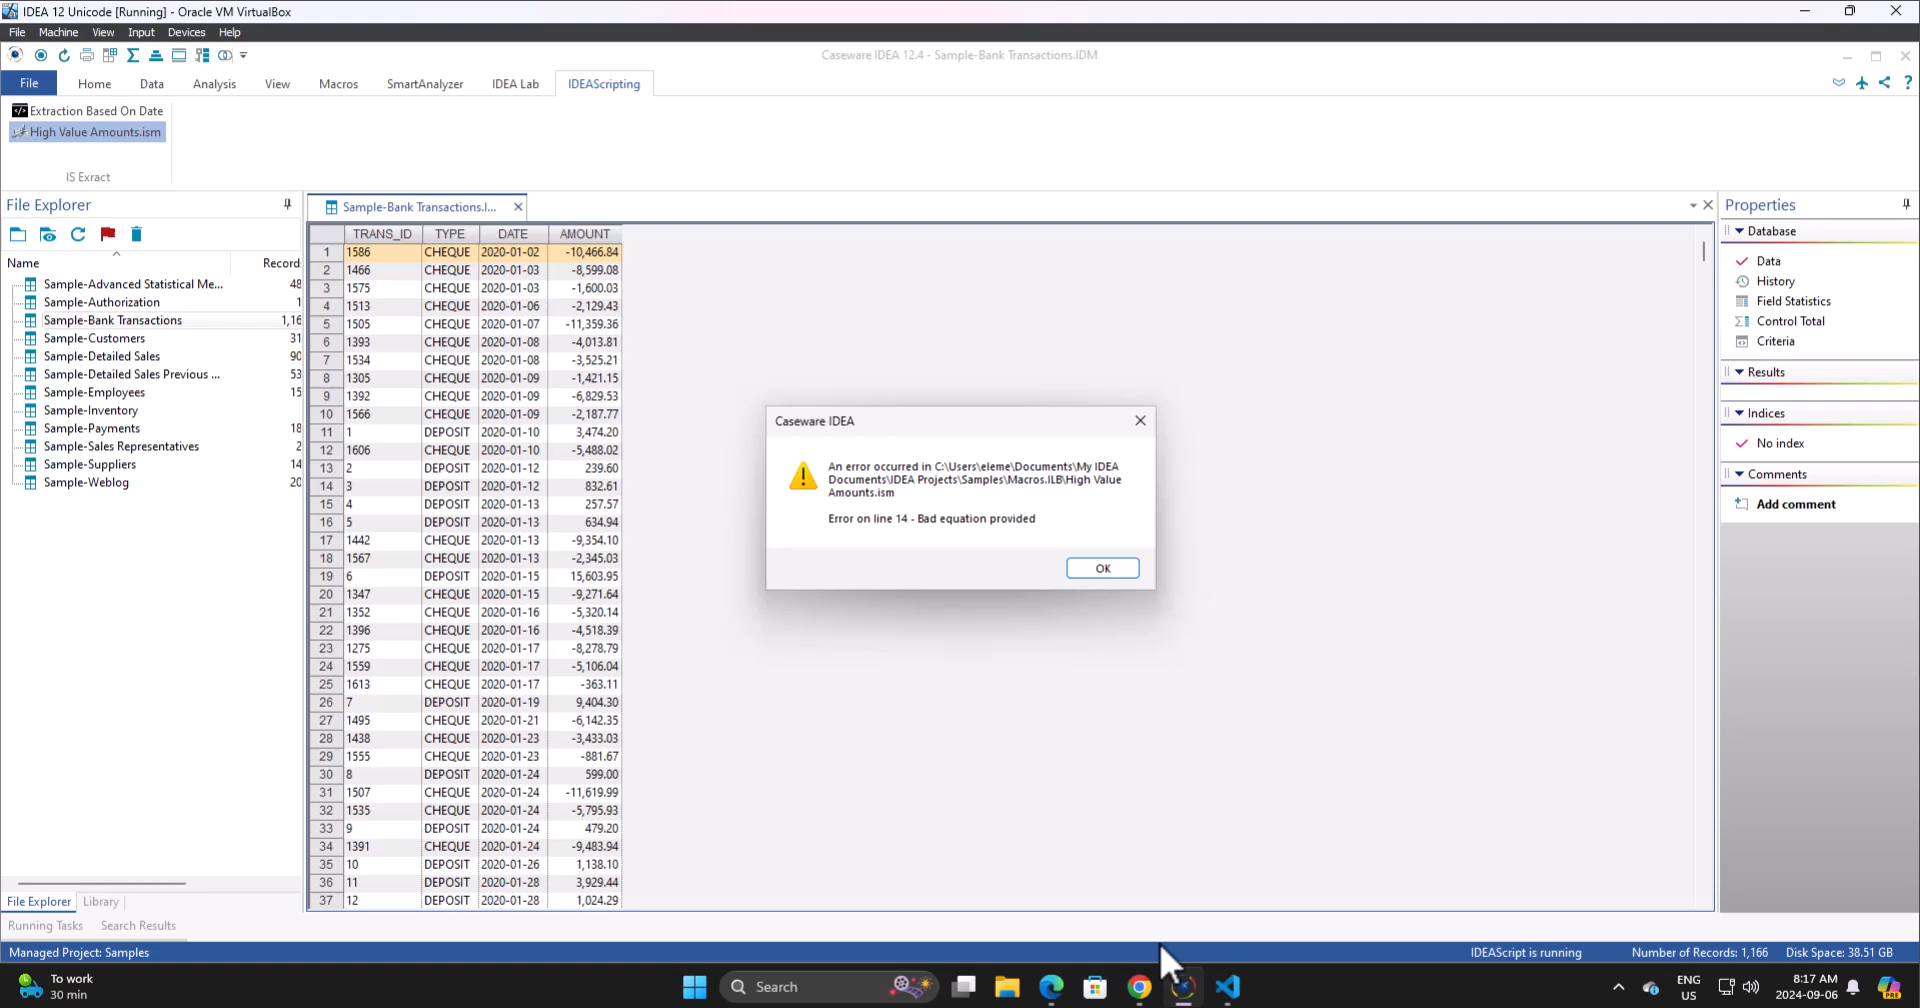 IDEA 12 Unicode [Running] - Oracle VM VirtualBox
File Machine View Input Devices Help
Caseware IDEA 12.4 - Sample-Bank Transactions.IDM
File Home Data Analysis View Macros SmartAnalyzer IDEA Lab IDEAScripting
Extraction Based On Date
High Value Amounts.ism
IS Exract
File Explorer
Name Record:
Sample-Advanced Statistical Me... 48
Sample-Authorization 1
Sample-Bank Transactions 1,16
Sample-Customers 31
Sample-Detailed Sales 90
Sample-Detailed Sales Previous ... 53
Sample-Employees 15
Sample-Inventory
Sample-Payments 18
Sample-Sales Representatives 2
Sample-Suppliers 14
Sample-Weblog 20
File Explorer Library
Running Tasks Search Results
Sample-Bank Transactions.I...
TRANS_ID TYPE DATE AMOUNT
1 1586 CHEQUE 2020-01-02 -10,466.84
2 1466 CHEQUE 2020-01-03 -8,599.08
3 1575 CHEQUE 2020-01-03 -1,600.03
4 1513 CHEQUE 2020-01-06 -2,129.43
5 1505 CHEQUE 2020-01-07 -11,359.36
6 1393 CHEQUE 2020-01-08 -4,013.81
7 1534 CHEQUE 2020-01-08 -3,525.21
8 1305 CHEQUE 2020-01-09 -1,421.15
9 1392 CHEQUE 2020-01-09 -6,829.53
10 1566 CHEQUE 2020-01-09 -2,187.77
11 1 DEPOSIT 2020-01-10 3,474.20
12 1606 CHEQUE 2020-01-10 -5,488.02
13 2 DEPOSIT 2020-01-12 239.60
14 3 DEPOSIT 2020-01-12 832.61
15 4 DEPOSIT 2020-01-13 257.57
16 5 DEPOSIT 2020-01-13 634.94
17 1442 CHEQUE 2020-01-13 -9,354.10
18 1567 CHEQUE 2020-01-13 -2,345.03
19 6 DEPOSIT 2020-01-15 15,603.95
20 1347 CHEQUE 2020-01-15 -9,271.64
21 1352 CHEQUE 2020-01-16 -5,320.14
22 1396 CHEQUE 2020-01-16 -4,518.39
23 1275 CHEQUE 2020-01-17 -8,278.79
24 1559 CHEQUE 2020-01-17 -5,106.04
25 1613 CHEQUE 2020-01-17 -363.11
26 7 DEPOSIT 2020-01-19 9,404.30
27 1495 CHEQUE 2020-01-21 -6,142.35
28 1438 CHEQUE 2020-01-23 -3,433.03
29 1555 CHEQUE 2020-01-23 -881.67
30 8 DEPOSIT 2020-01-24 599.00
31 1507 CHEQUE 2020-01-24 -11,619.99
32 1535 CHEQUE 2020-01-24 -5,795.93
33 9 DEPOSIT 2020-01-24 479.20
34 1391 CHEQUE 2020-01-24 -9,483.94
35 10 DEPOSIT 2020-01-26 1,138.10
36 11 DEPOSIT 2020-01-28 3,929.44
37 12 DEPOSIT 2020-01-28 1,024.29
Caseware IDEA
An error occurred in C:\Users\eleme\Documents\My IDEA
Documents\IDEA Projects\Samples\Macros.ILB\High Value
Amounts.ism
Error on line 14 - Bad equation provided
OK
Properties
Database
Data
History
Field Statistics
Control Total
Criteria
Results
Indices
No index
Comments
Add comment
Managed Project: Samples IDEAScript is running Number of Records: 1,166 Disk Space: 38.51 GB
To work
30 min
Search
ENG
US
8:17 AM
2024-09-06
PRE